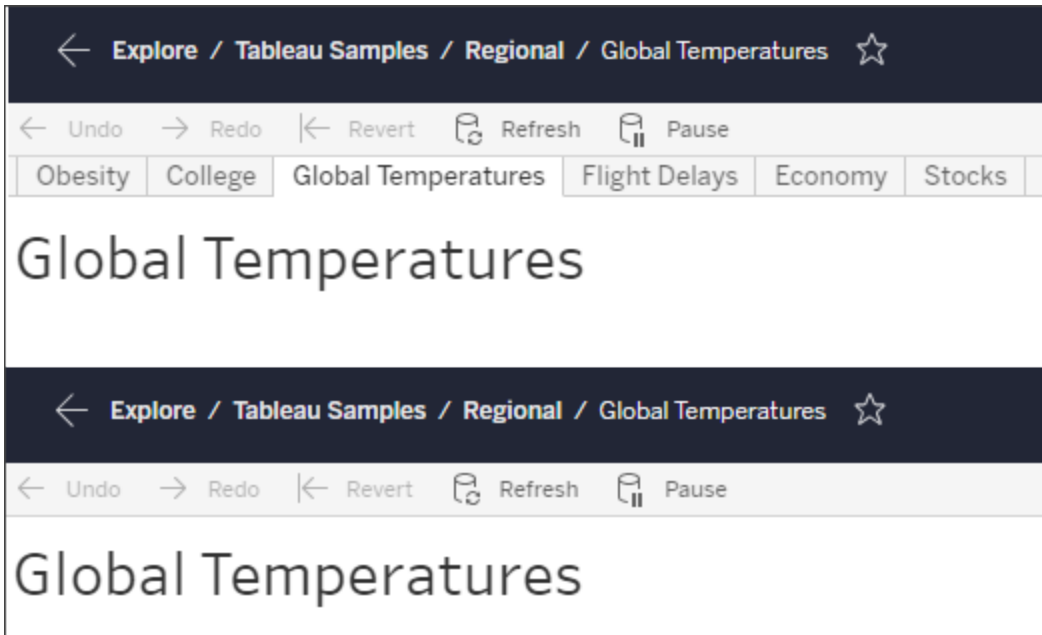 Explore / Tableau Samples / Regional / Global Temperatures
Undo Redo Revert Refresh Pause
Obesity College Global Temperatures Flight Delays Economy Stocks
Global Temperatures
Explore / Tableau Samples / Regional / Global Temperatures
Undo Redo Revert Refresh Pause
Global Temperatures